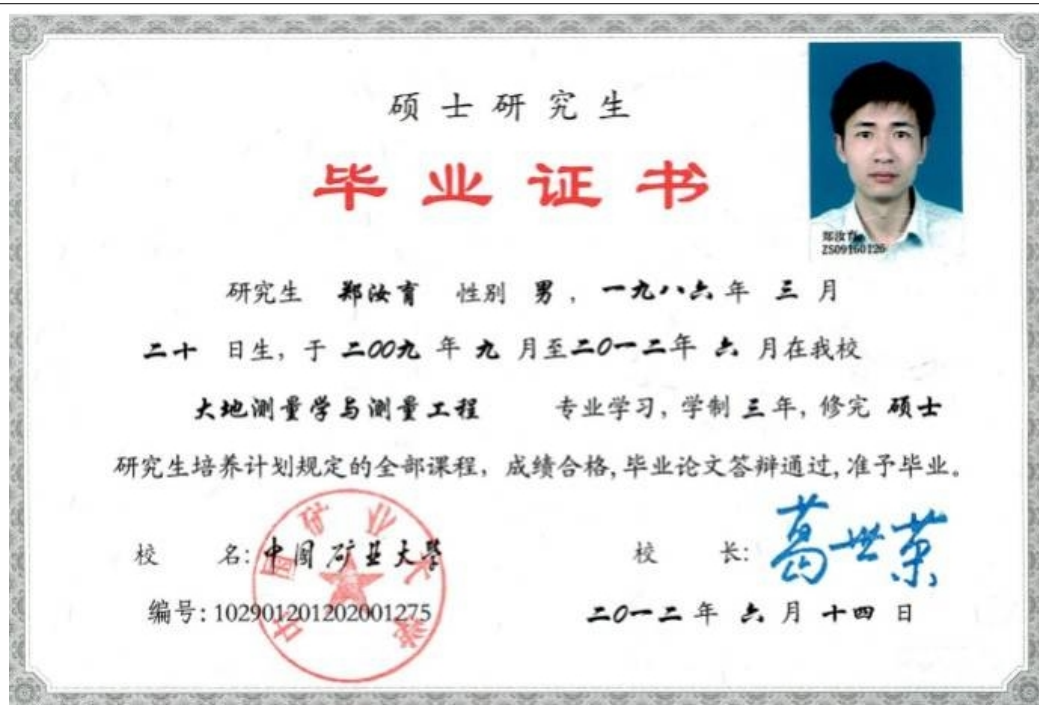 硕士研究生
毕业证书
郑汝育
ZS09160126
研究生 郑汝育 性别 男，一九八六年 三 月
二十 日生，于 二00九 年 九 月至二0一二年 六 月在我校
大地测量学与测量工程 专业学习，学制 三 年，修完 硕士
研究生培养计划规定的全部课程，成绩合格，毕业论文答辩通过，准予毕业。
校 名：中国矿业大学
校 长：葛世荣
编号：102901201202001275
二0一二 年 六 月 十四 日
中国矿业大学